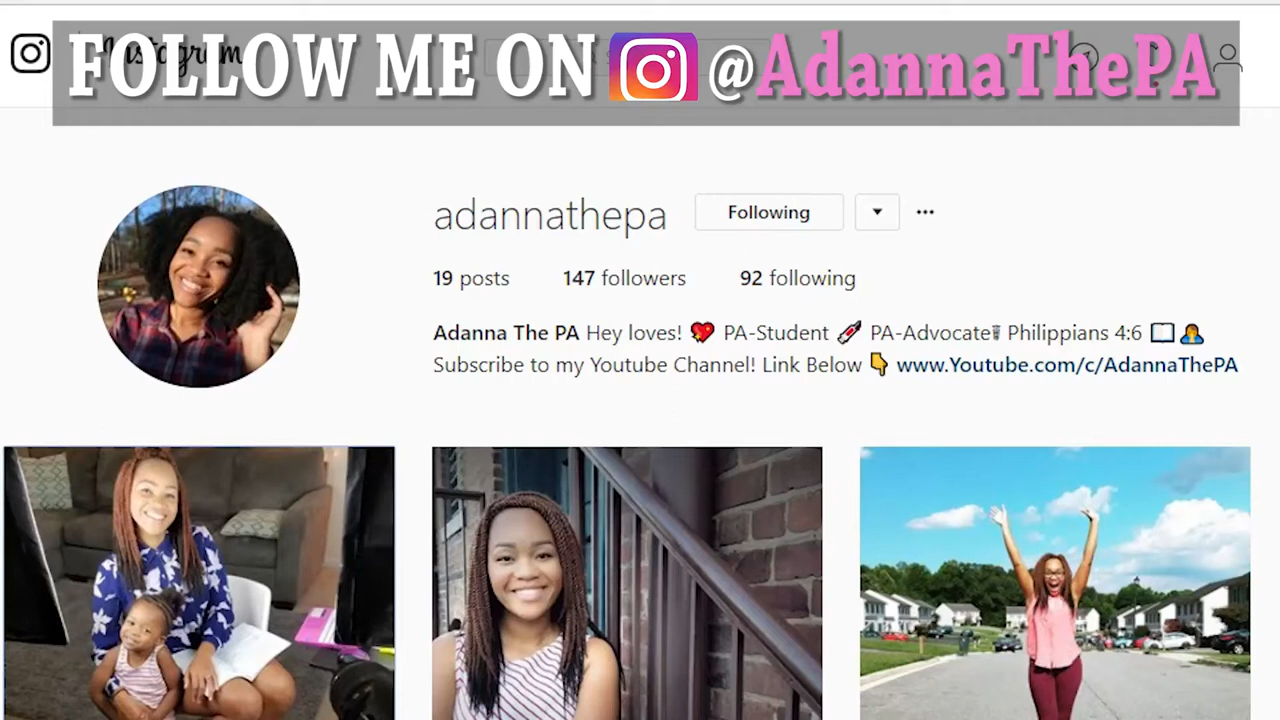 FOLLOW ME ON @AdannaThePA
Instagram
adannathepa Following
19 posts 147 followers 92 following
Adanna The PA Hey loves! 💖 PA-Student 💉 PA-Advocate Philippians 4:6 📖
Subscribe to my Youtube Channel! Link Below 👇 www.Youtube.com/c/AdannaThePA